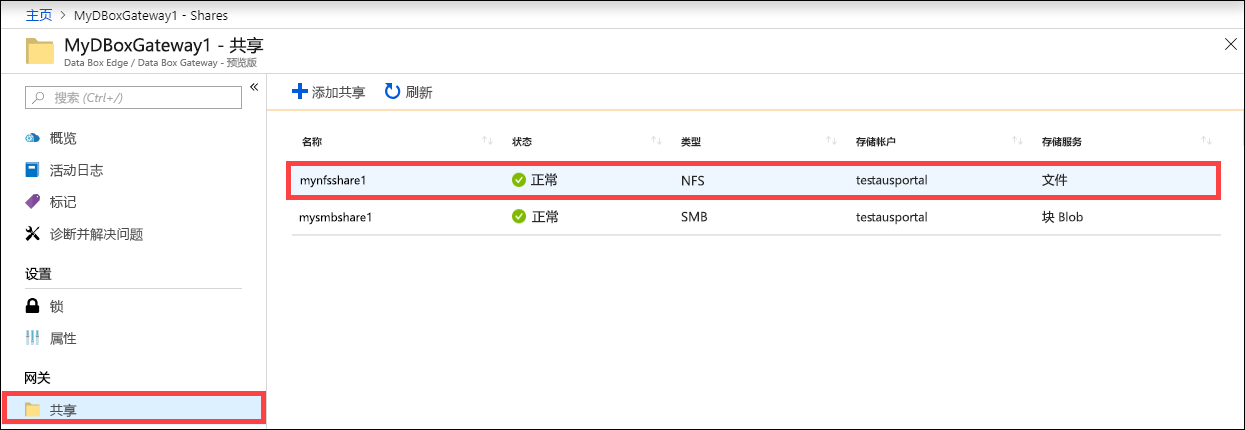 主页 > MyDBoxGateway1 - Shares
MyDBoxGateway1 - 共享
Data Box Edge / Data Box Gateway - 预览版
搜索 (Ctrl+/)
概览
活动日志
标记
诊断并解决问题
设置
锁
属性
网关
共享
添加共享 刷新
名称 状态 类型 存储帐户 存储服务
mynfsshare1 正常 NFS testausportal 文件
mysmbshare1 正常 SMB testausportal 块 Blob